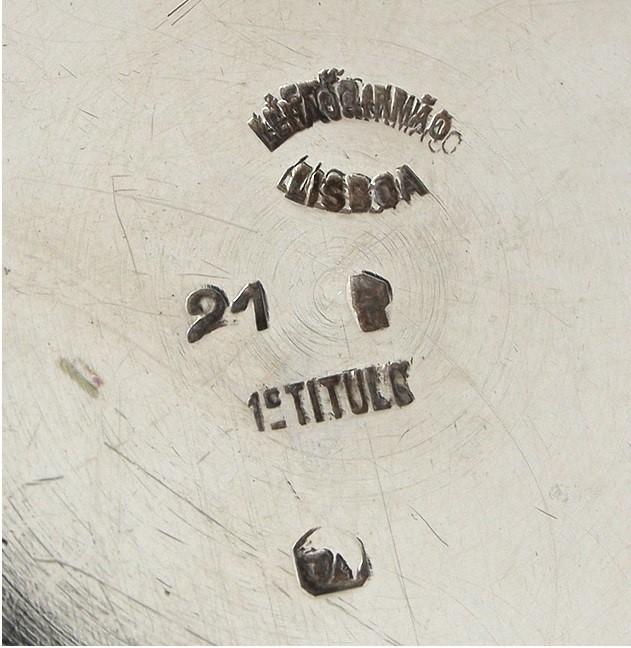 LEITÃO & IRMÃO
LISBOA
21
1º TITULO